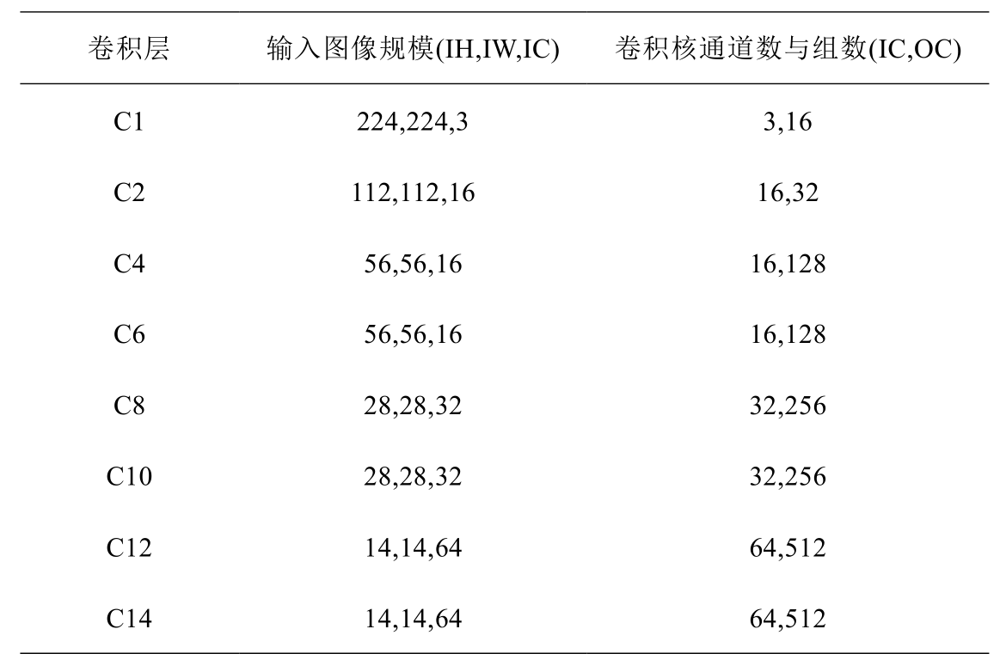 卷积层 输入图像规模(IH,IW,IC) 卷积核通道数与组数(IC,OC)
C1 224,224,3 3,16
C2 112,112,16 16,32
C4 56,56,16 16,128
C6 56,56,16 16,128
C8 28,28,32 32,256
C10 28,28,32 32,256
C12 14,14,64 64,512
C14 14,14,64 64,512